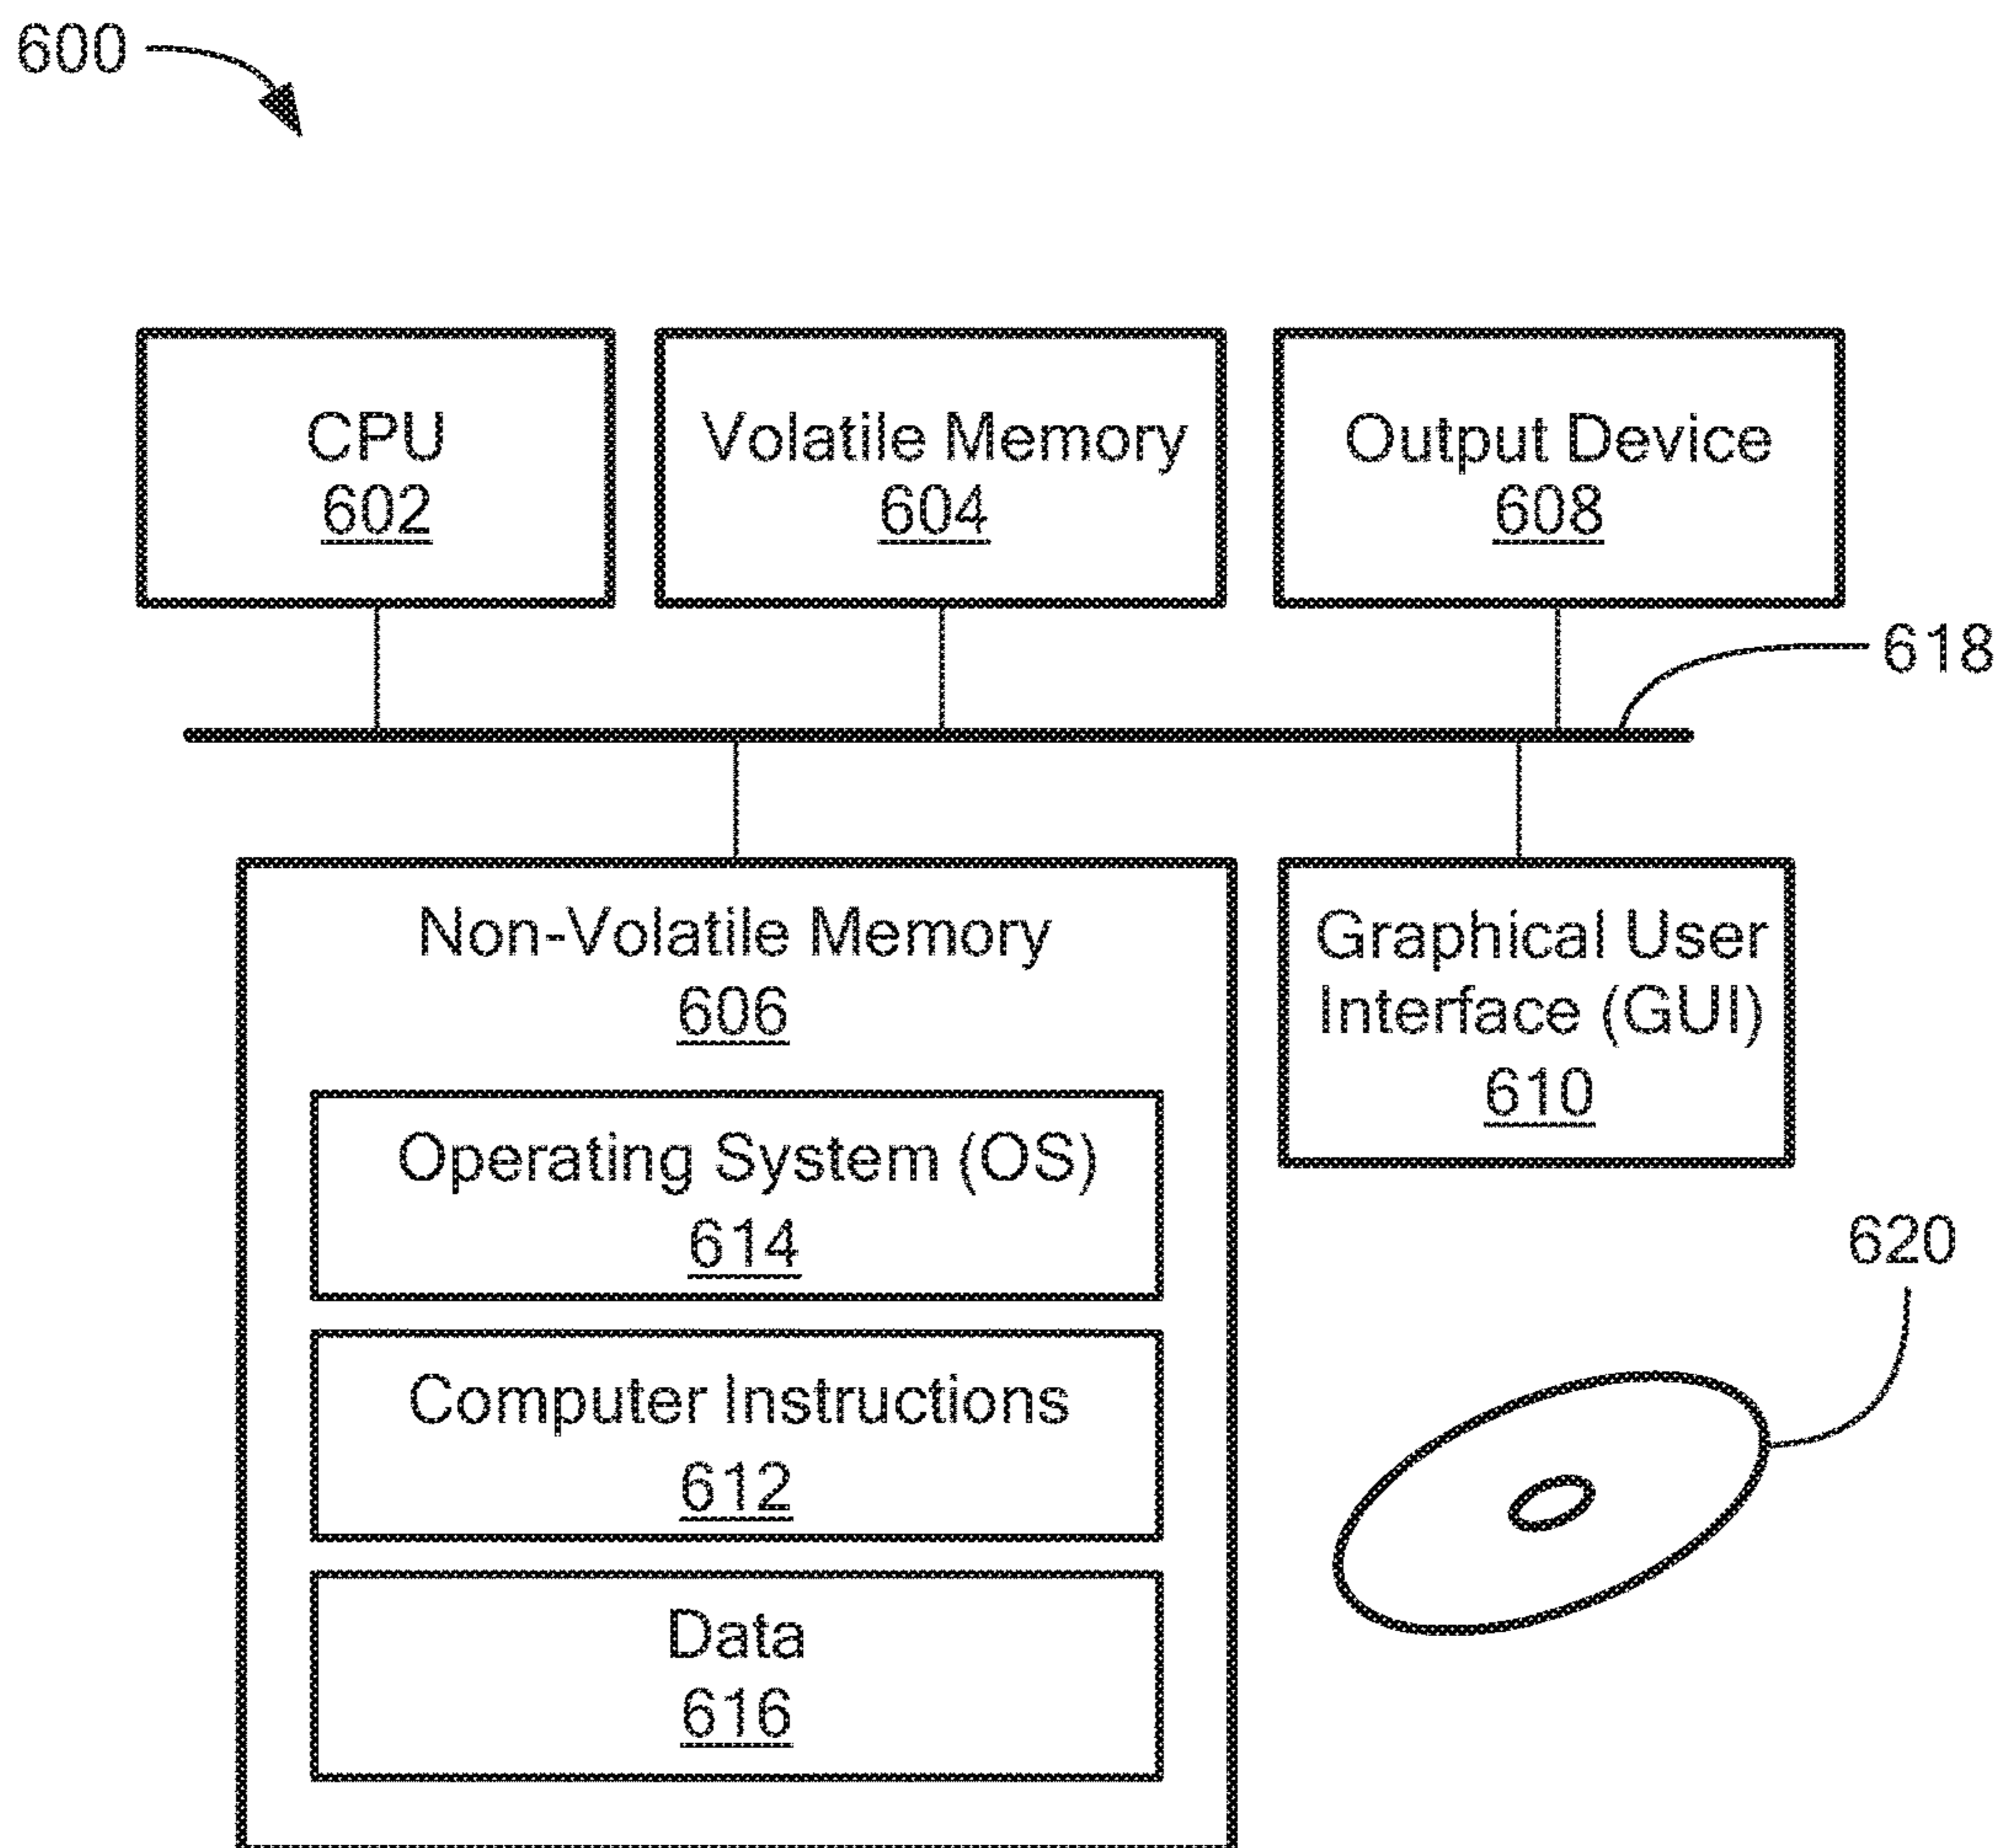 600
CPU
602
Volatile Memory
604
Output Device
608
618
Non-Volatile Memory
606
Graphical User
Interface (GUI)
610
Operating System (OS)
614
Computer Instructions
612
Data
616
620